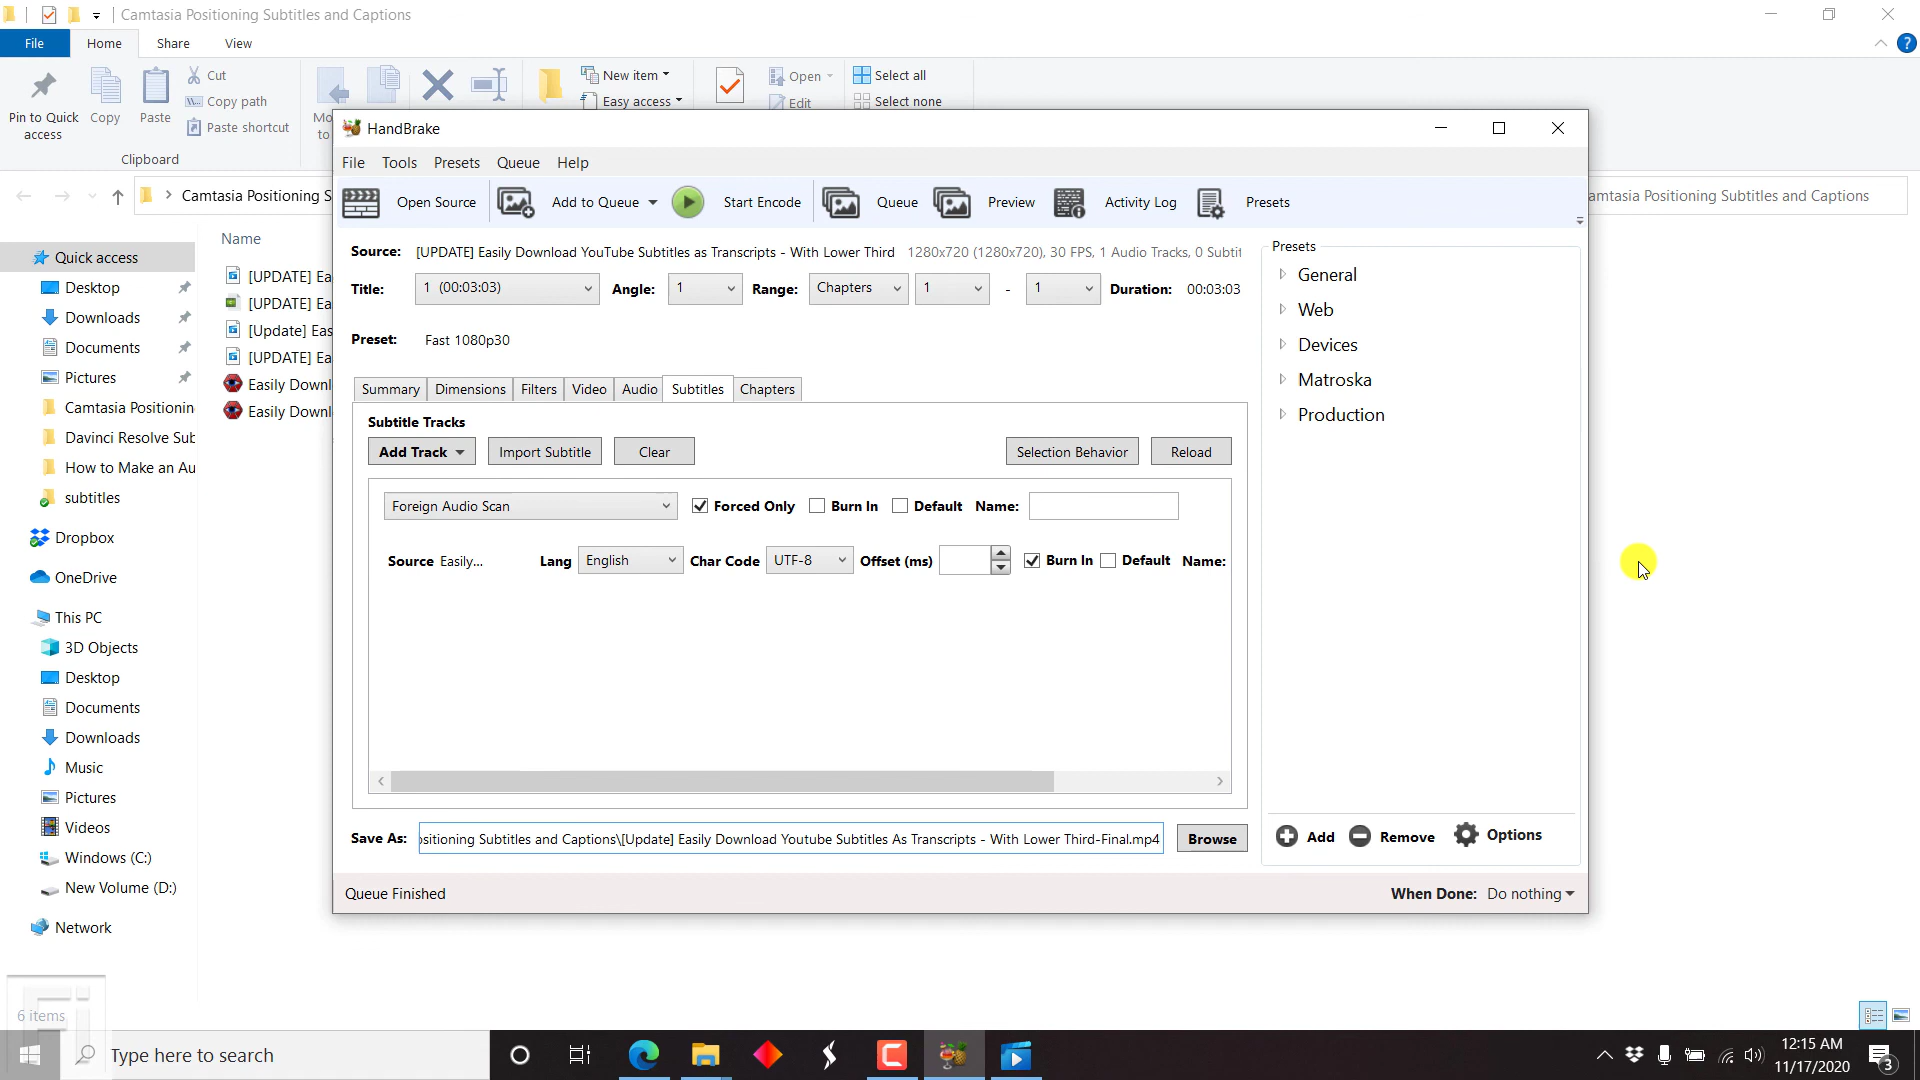 Camtasia Positioning Subtitles and Captions
File Home Share View
Pin to Quick access
Copy
Paste
Cut
Copy path
Paste shortcut
Clipboard
to
New item
Easy access
Open
Edit
Select all
Select none
Camtasia Positioning S
amtasia Positioning Subtitles and Captions
Quick access
Desktop
Downloads
Documents
Pictures
Camtasia Positionin
Davinci Resolve Sub
How to Make an Au
subtitles
Dropbox
OneDrive
This PC
3D Objects
Desktop
Documents
Downloads
Music
Pictures
Videos
Windows (C:)
New Volume (D:)
Network
6 items
Name
[UPDATE] Ea
[UPDATE] Ea
[Update] Eas
[UPDATE] Ea
Easily Downl
Easily Downl
HandBrake
File Tools Presets Queue Help
Open Source Add to Queue Start Encode Queue Preview Activity Log Presets
Source: [UPDATE] Easily Download YouTube Subtitles as Transcripts - With Lower Third 1280x720 (1280x720), 30 FPS, 1 Audio Tracks, 0 Subtit
Title: 1 (00:03:03) Angle: 1 Range: Chapters 1 - 1 Duration: 00:03:03
Preset: Fast 1080p30
Summary Dimensions Filters Video Audio Subtitles Chapters
Subtitle Tracks
Add Track Import Subtitle Clear Selection Behavior Reload
Foreign Audio Scan Forced Only Burn In Default Name:
Source Easily... Lang English Char Code UTF-8 Offset (ms) Burn In Default Name:
Save As: ositioning Subtitles and Captions\[Update] Easily Download Youtube Subtitles As Transcripts - With Lower Third-Final.mp4 Browse
Queue Finished
When Done: Do nothing
Presets
General
Web
Devices
Matroska
Production
Add Remove Options
Type here to search
12:15 AM
11/17/2020
3